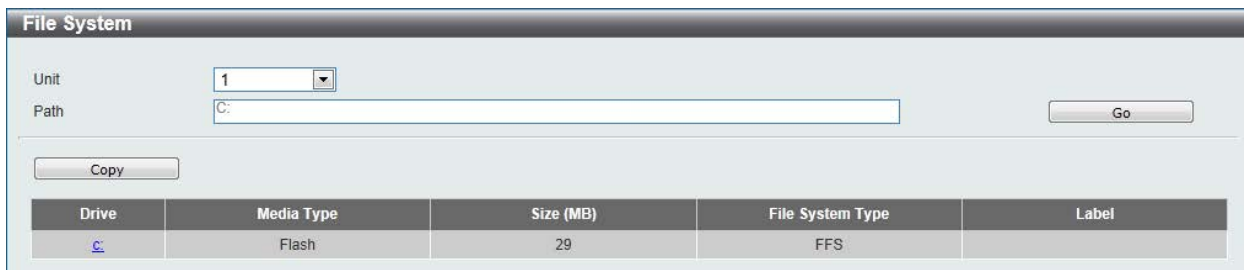 File System
Unit 1
Path C: Go
Copy
Drive Media Type Size (MB) File System Type Label
c: Flash 29 FFS